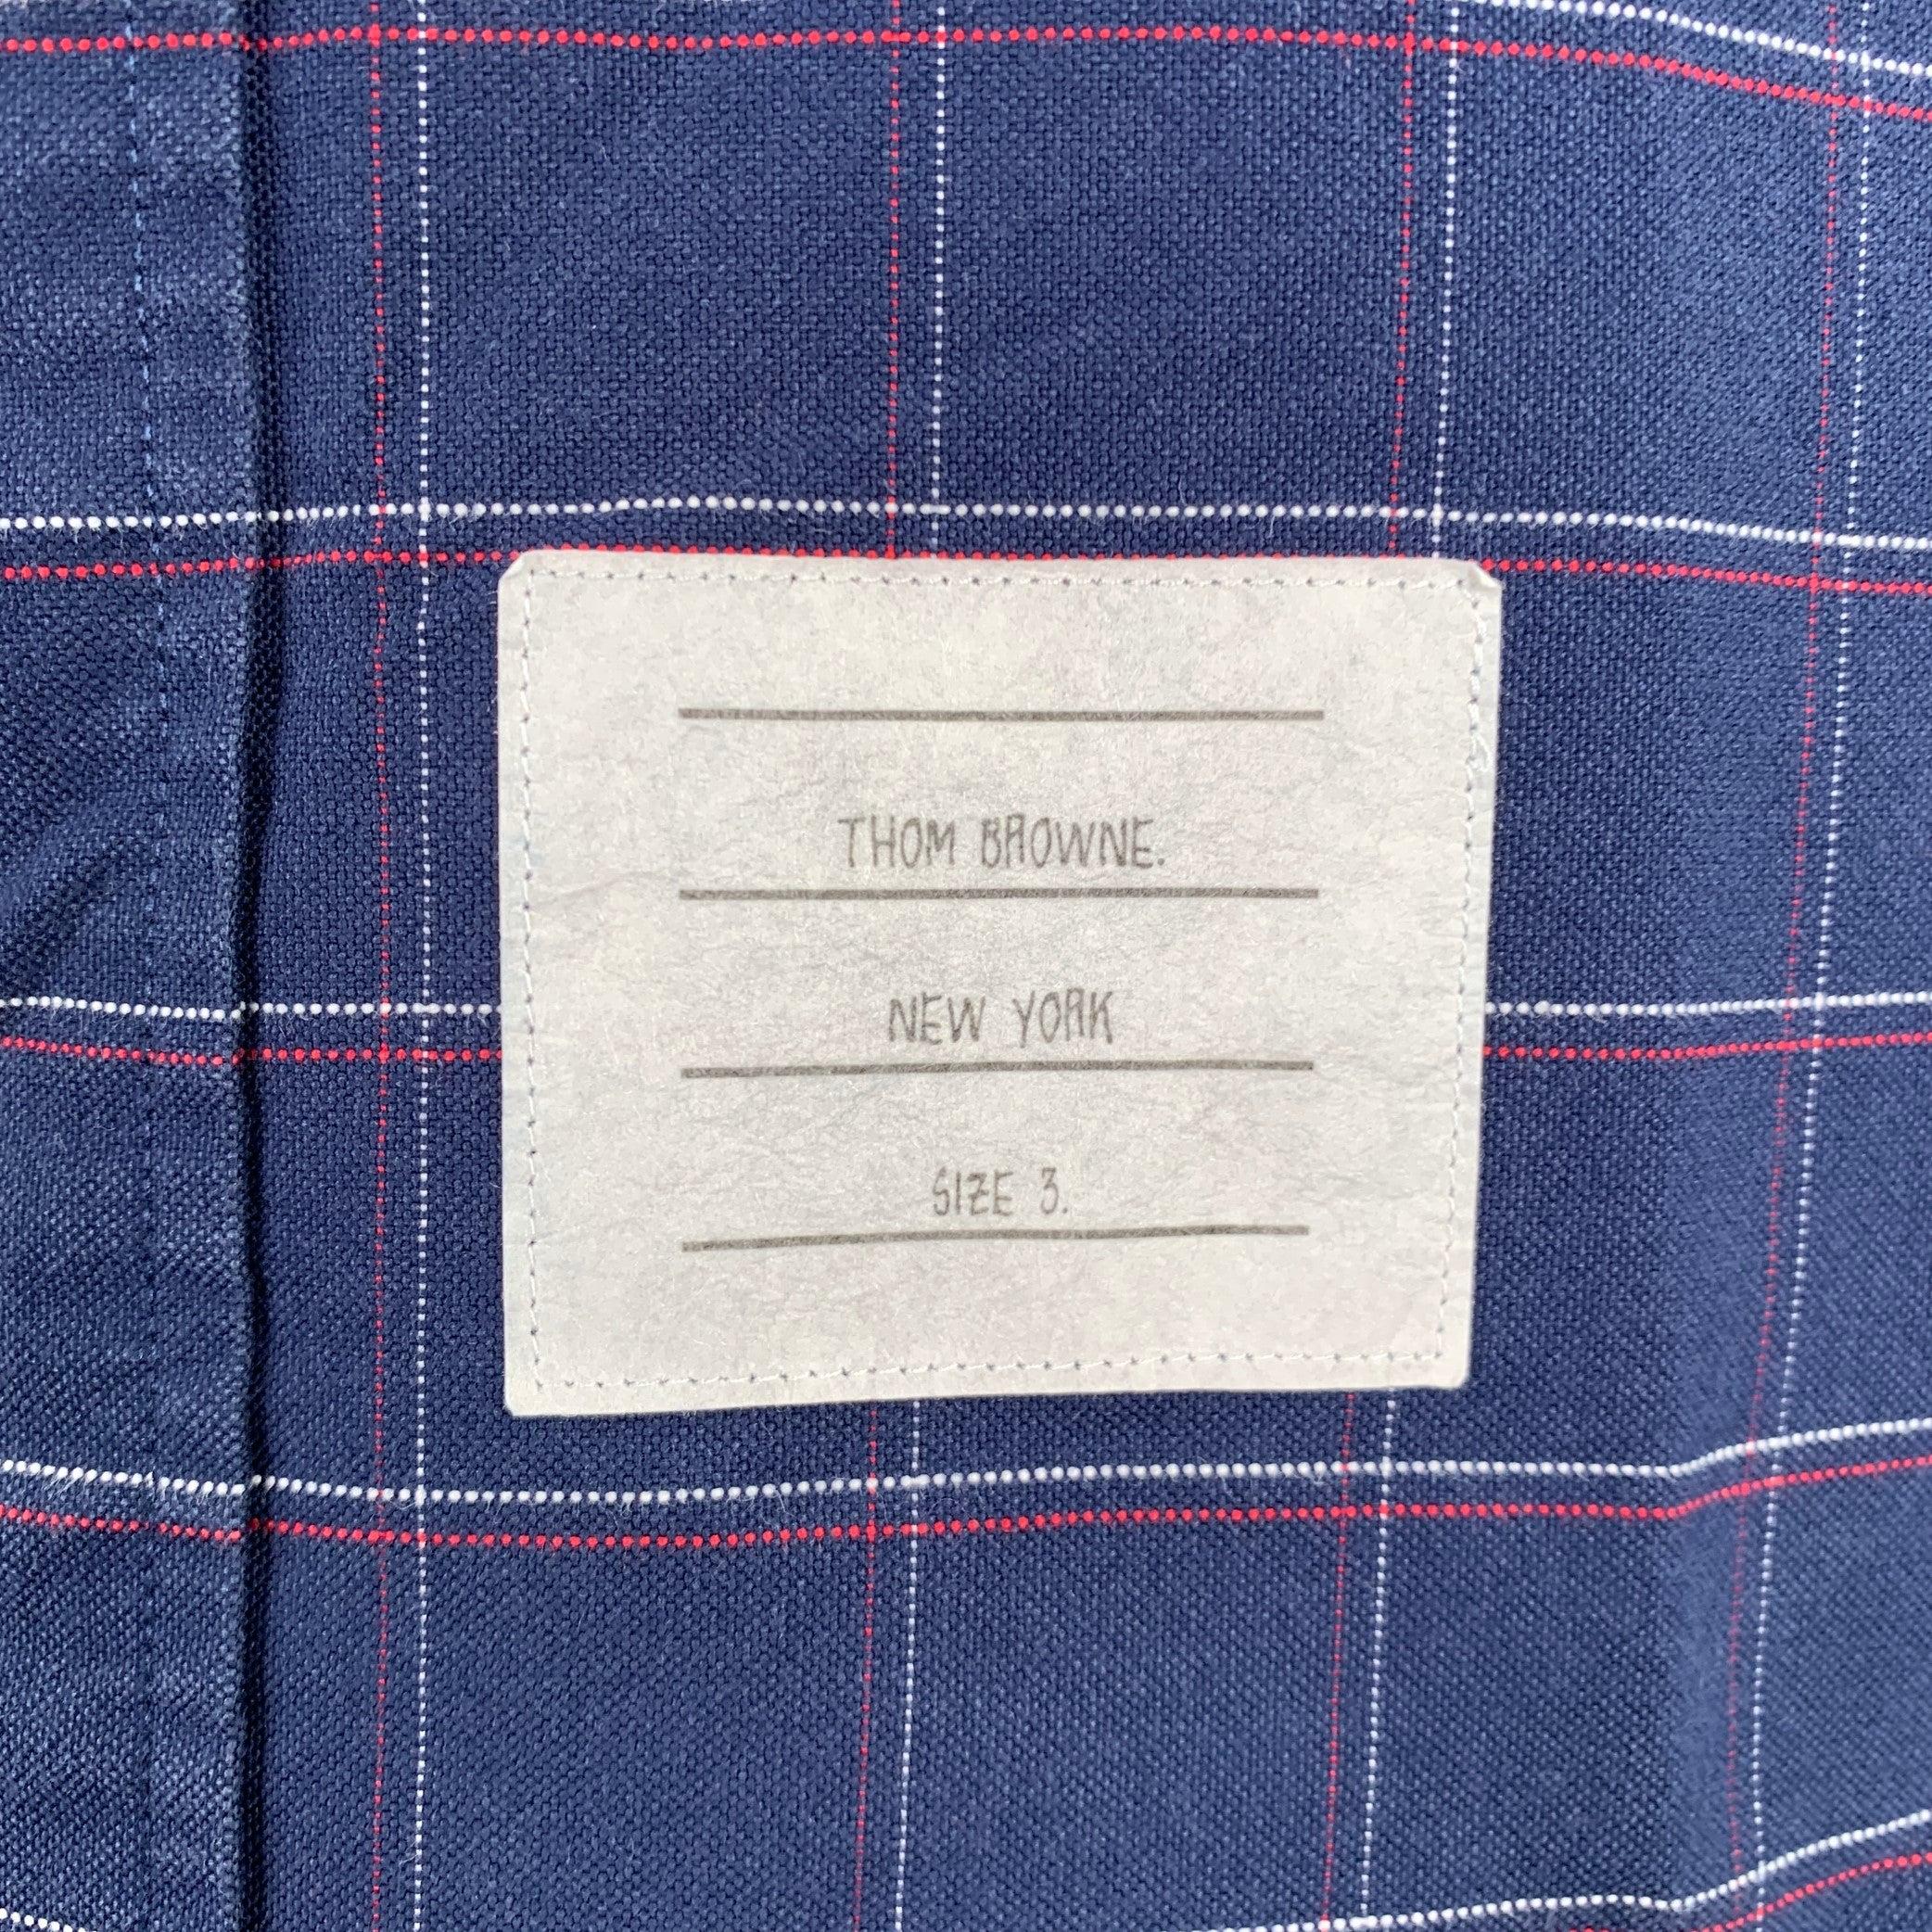 THOM BROWNE.
NEW YORK
SIZE 3.